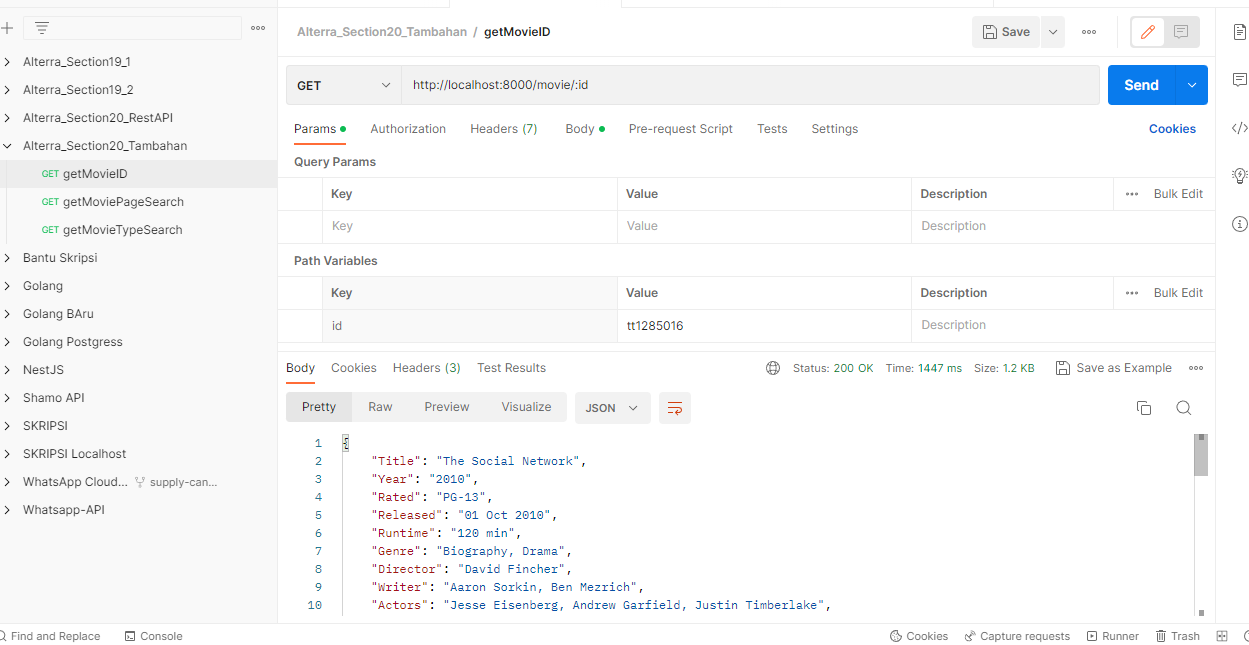 Alterra_Section20_Tambahan / getMovieID
Save
GET
http://localhost:8000/movie/:id
Send
Params
Authorization
Headers (7)
Body
Pre-request Script
Tests
Settings
Cookies
Query Params
Key Value Description Bulk Edit
Key Value Description
Path Variables
Key Value Description Bulk Edit
id tt1285016 Description
Alterra_Section19_1
Alterra_Section19_2
Alterra_Section20_RestAPI
Alterra_Section20_Tambahan
GET getMovieID
GET getMoviePageSearch
GET getMovieTypeSearch
Bantu Skripsi
Golang
Golang BAru
Golang Postgress
NestJS
Shamo API
SKRIPSI
SKRIPSI Localhost
WhatsApp Cloud... supply-can...
Whatsapp-API
Body Cookies Headers (3) Test Results
Status: 200 OK Time: 1447 ms Size: 1.2 KB
Save as Example
Pretty Raw Preview Visualize
JSON
1 {
2 "Title": "The Social Network",
3 "Year": "2010",
4 "Rated": "PG-13",
5 "Released": "01 Oct 2010",
6 "Runtime": "120 min",
7 "Genre": "Biography, Drama",
8 "Director": "David Fincher",
9 "Writer": "Aaron Sorkin, Ben Mezrich",
10 "Actors": "Jesse Eisenberg, Andrew Garfield, Justin Timberlake",
Find and Replace
Console
Cookies
Capture requests
Runner
Trash